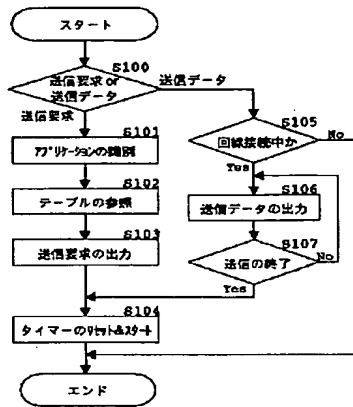 スタート
S100
送信要求 or
送信データ
送信データ
送信要求
S101
アプリケーションの識別
S102
テーブルの参照
S103
送信要求の出力
S105
回線接続中か
No
Yes
S106
送信データの出力
S107
送信の終了
No
Yes
S104
タイマーのリセット&スタート
エンド